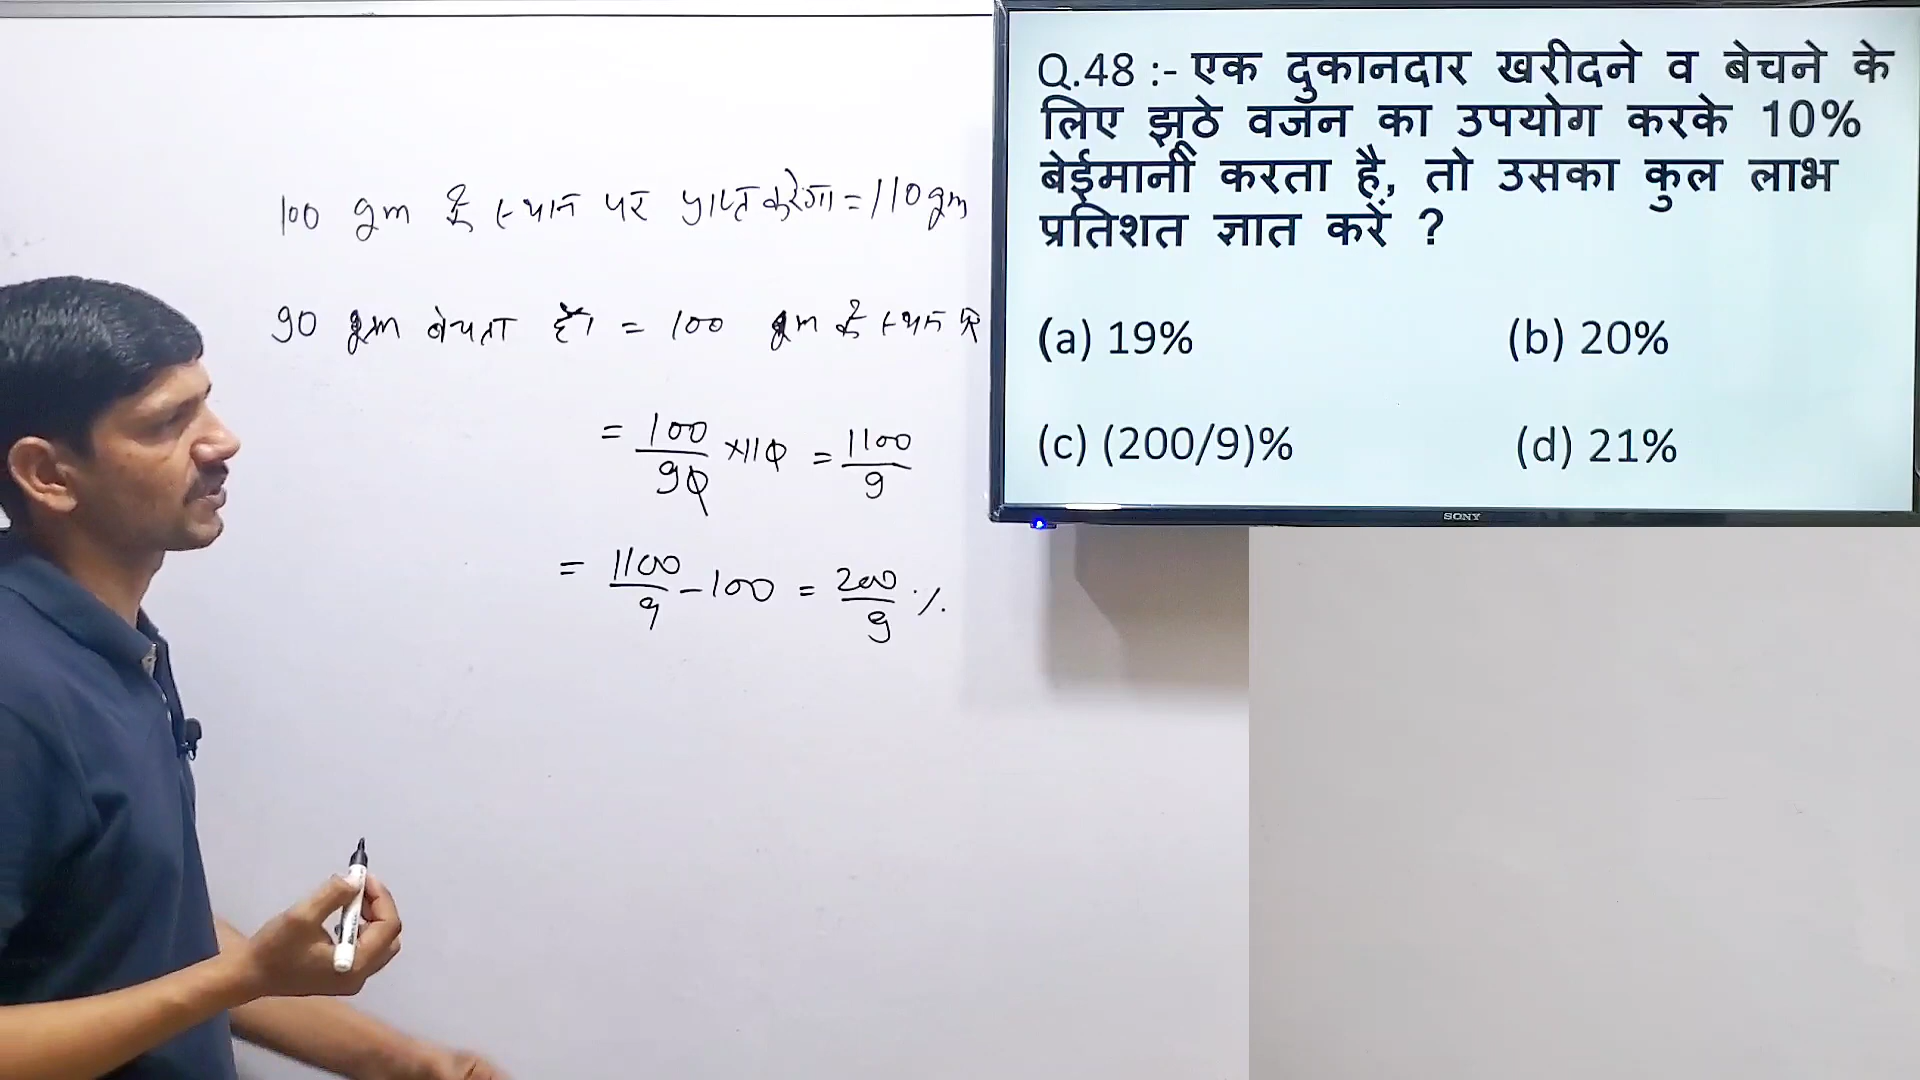 100 gm के स्थान पर प्राप्त करेगा = 110 gm
90 gm बेचता है = 100 gm के स्थान पर
= 100/90 × 110 = 1100/9
= 1100/9 - 100 = 200/9 %
Q.48 :- एक दुकानदार खरीदने व बेचने के
लिए झूठे वजन का उपयोग करके 10%
बेईमानी करता है, तो उसका कुल लाभ
प्रतिशत ज्ञात करें ?
(a) 19% (b) 20%
(c) (200/9)% (d) 21%
SONY